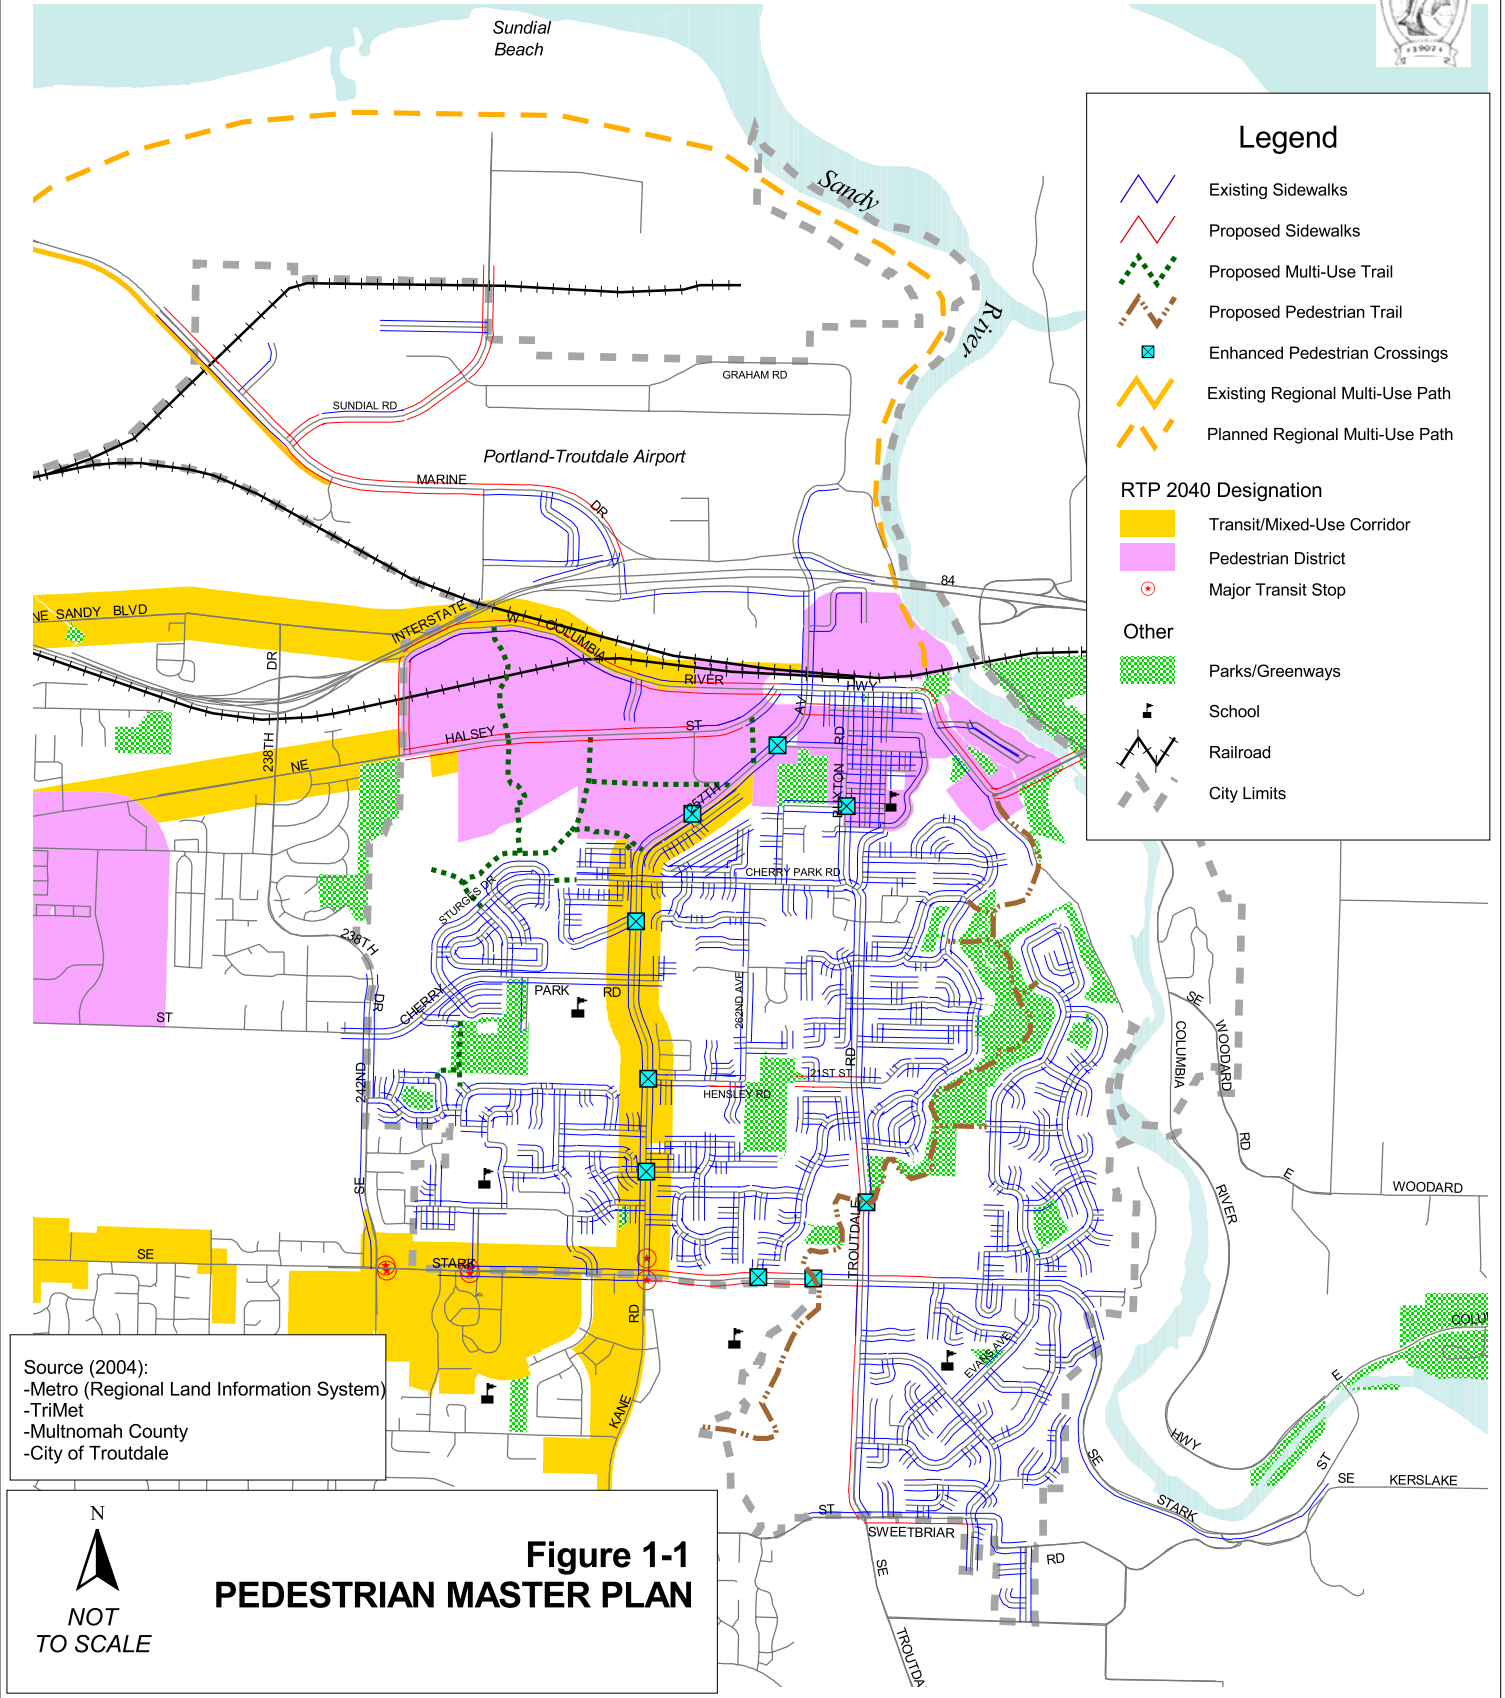 Sundial
Beach
1907
Sandy
River
Legend
Existing Sidewalks
Proposed Sidewalks
Proposed Multi-Use Trail
Proposed Pedestrian Trail
Enhanced Pedestrian Crossings
Existing Regional Multi-Use Path
Planned Regional Multi-Use Path
RTP 2040 Designation
Transit/Mixed-Use Corridor
Pedestrian District
Major Transit Stop
Other
Parks/Greenways
School
Railroad
City Limits
GRAHAM RD
SUNDIAL RD
Portland-Troutdale Airport
MARINE
DR
84
NE SANDY BLVD
INTERSTATE
W
COLUMBIA
RIVER
HWY
DR
238TH
NE
HALSEY
ST
AV
RD
BUXTON
257TH
CHERRY PARK RD
STURGES DR
238TH
DR
CHERRY
PARK
RD
262ND AVE
ST
242ND
RD
21ST ST
HENSLEY RD
SE
COLUMBIA
WOODARD
RD
E
WOODARD
SE
RIVER
TROUTDALE
SE
STARK
RD
KANE
EVANS AVE
COLU
E
HWY
ST
SE
KERSLAKE
SE
STARK
ST
SWEETBRIAR
RD
SE
TROUTDA
Source (2004):
-Metro (Regional Land Information System)
-TriMet
-Multnomah County
-City of Troutdale
N
NOT
TO SCALE
Figure 1-1
PEDESTRIAN MASTER PLAN